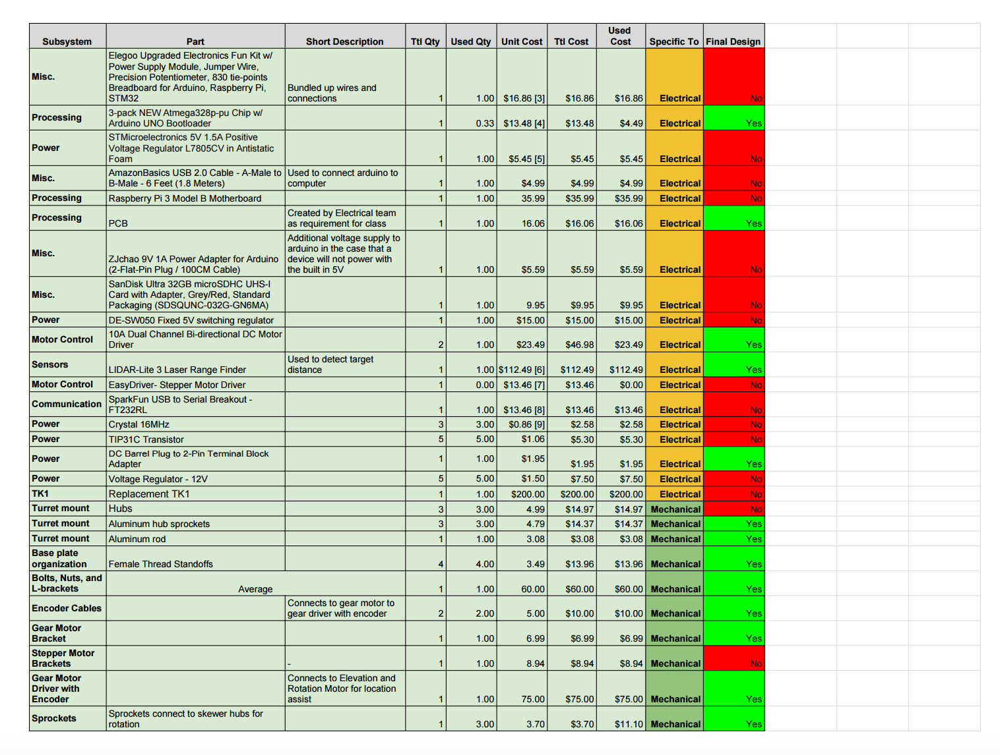 Subsystem Part Short Description Ttl Qty Used Qty Unit Cost Ttl Cost Used Cost Specific To Final Design
Misc. Elegoo Upgraded Electronics Fun Kit w/
Power Supply Module, Jumper Wire,
Precision Potentiometer, 830 tie-points
Breadboard for Arduino, Raspberry Pi,
STM32 Bundled up wires and
connections 1 1.00 $16.86 [3] $16.86 $16.86 Electrical No
Processing 3-pack NEW Atmega328p-pu Chip w/
Arduino UNO Bootloader 1 0.33 $13.48 [4] $13.48 $4.49 Electrical Yes
Power STMicroelectronics 5V 1.5A Positive
Voltage Regulator L7805CV in Antistatic
Foam 1 1.00 $5.45 [5] $5.45 $5.45 Electrical No
Misc. AmazonBasics USB 2.0 Cable - A-Male to
B-Male - 6 Feet (1.8 Meters) Used to connect arduino to
computer 1 1.00 $4.99 $4.99 $4.99 Electrical No
Processing Raspberry Pi 3 Model B Motherboard 1 1.00 35.99 $35.99 $35.99 Electrical No
Processing PCB Created by Electrical team
as requirement for class 1 1.00 16.06 $16.06 $16.06 Electrical Yes
Misc. ZJchao 9V 1A Power Adapter for Arduino
(2-Flat-Pin Plug / 100CM Cable) Additional voltage supply to
arduino in the case that a
device will not power with
the built in 5V 1 1.00 $5.59 $5.59 $5.59 Electrical No
Misc. SanDisk Ultra 32GB microSDHC UHS-I
Card with Adapter, Grey/Red, Standard
Packaging (SDSQUNC-032G-GN6MA) 1 1.00 9.95 $9.95 $9.95 Electrical No
Power DE-SW050 Fixed 5V switching regulator 1 1.00 $15.00 $15.00 $15.00 Electrical No
Motor Control 10A Dual Channel Bi-directional DC Motor
Driver 2 1.00 $23.49 $46.98 $23.49 Electrical Yes
Sensors LIDAR-Lite 3 Laser Range Finder Used to detect target
distance 1 1.00 $112.49 [6] $112.49 $112.49 Electrical Yes
Motor Control EasyDriver- Stepper Motor Driver 1 0.00 $13.46 [7] $13.46 $0.00 Electrical No
Communication SparkFun USB to Serial Breakout -
FT232RL 1 1.00 $13.46 [8] $13.46 $13.46 Electrical No
Power Crystal 16MHz 3 3.00 $0.86 [9] $2.58 $2.58 Electrical No
Power TIP31C Transistor 5 5.00 $1.06 $5.30 $5.30 Electrical No
Power DC Barrel Plug to 2-Pin Terminal Block
Adapter 1 1.00 $1.95 $1.95 $1.95 Electrical Yes
Power Voltage Regulator - 12V 5 5.00 $1.50 $7.50 $7.50 Electrical No
TK1 Replacement TK1 1 1.00 $200.00 $200.00 $200.00 Electrical No
Turret mount Hubs 3 3.00 4.99 $14.97 $14.97 Mechanical No
Turret mount Aluminum hub sprockets 3 3.00 4.79 $14.37 $14.37 Mechanical Yes
Turret mount Aluminum rod 1 1.00 3.08 $3.08 $3.08 Mechanical Yes
Base plate
organization Female Thread Standoffs 4 4.00 3.49 $13.96 $13.96 Mechanical Yes
Bolts, Nuts, and
L-brackets Average 1 1.00 60.00 $60.00 $60.00 Mechanical Yes
Encoder Cables Connects to gear motor to
gear driver with encoder 2 2.00 5.00 $10.00 $10.00 Mechanical Yes
Gear Motor
Bracket 1 1.00 6.99 $6.99 $6.99 Mechanical Yes
Stepper Motor
Brackets - 1 1.00 8.94 $8.94 $8.94 Mechanical No
Gear Motor
Driver with
Encoder Connects to Elevation and
Rotation Motor for location
assist 1 1.00 75.00 $75.00 $75.00 Mechanical Yes
Sprockets Sprockets connect to skewer hubs for
rotation 1 3.00 3.70 $3.70 $11.10 Mechanical Yes